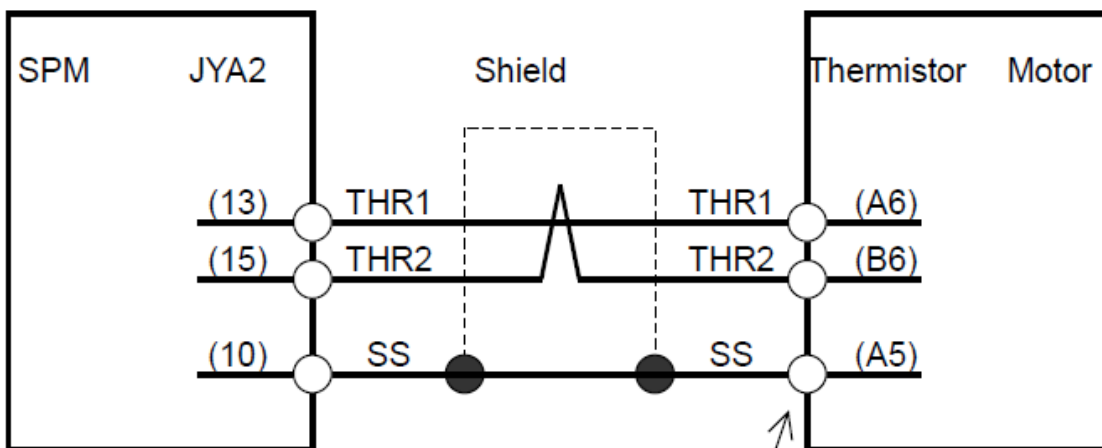 SPM JYA2 Shield Thermistor Motor
(13) THR1 THR1 (A6)
(15) THR2 THR2 (B6)
(10) SS SS (A5)